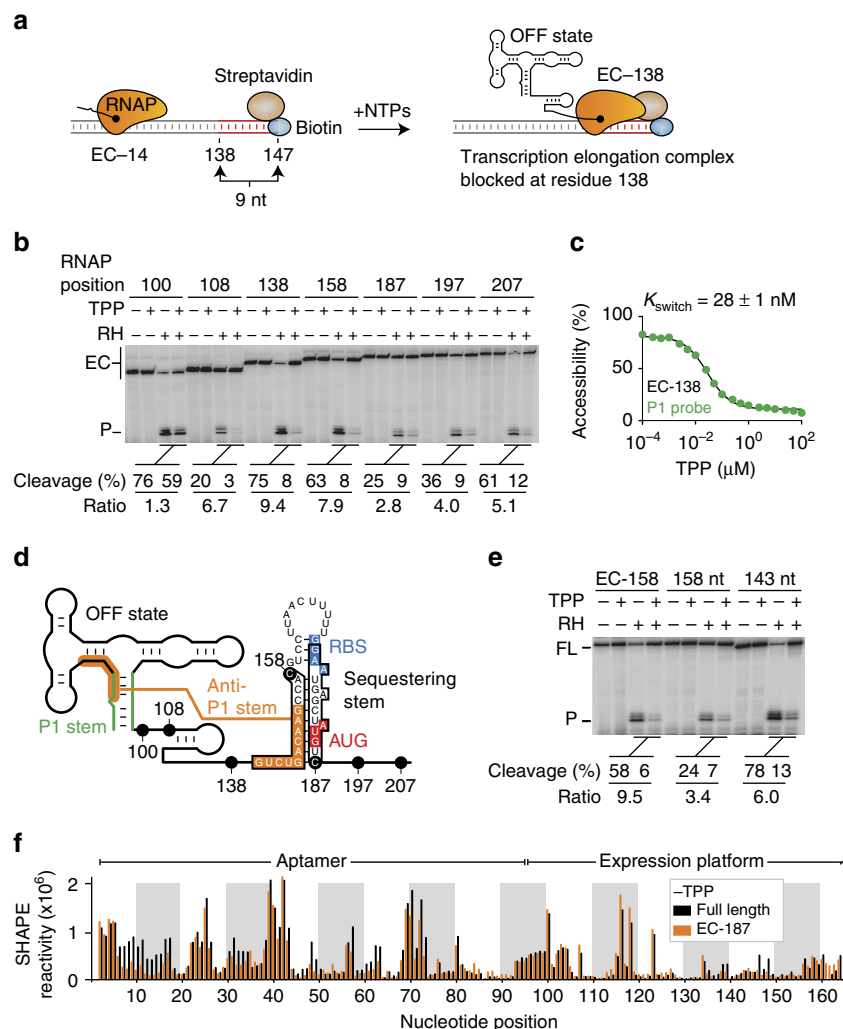 a
OFF state
Streptavidin
EC–138
RNAP
+NTPs
Biotin
EC–14
138 147
9 nt
Transcription elongation complex
blocked at residue 138
b
RNAP
position 100 108 138 158 187 197 207
TPP – + – + – + – + – + – + – + – + – + – + – + – + – + – +
RH – – + + – – + + – – + + – – + + – – + + – – + + – – + +
EC–
P–
Cleavage (%) 76 59 20 3 75 8 63 8 25 9 36 9 61 12
Ratio 1.3 6.7 9.4 7.9 2.8 4.0 5.1
c
Kswitch = 28 ± 1 nM
Accessibility (%)
100
50
0
EC-138
P1 probe
10⁻⁴ 10⁻² 10⁰ 10²
TPP (μM)
d
OFF state
P1 stem
Anti-
P1 stem
RBS
Sequestering
stem
AUG
158
100
108
138
187 197 207
GUCUG
e
EC-158 158 nt 143 nt
TPP – + – + – + – + – + – +
RH – – + + – – + + – – + +
FL –
P –
Cleavage (%) 58 6 24 7 78 13
Ratio 9.5 3.4 6.0
f
Aptamer Expression platform
SHAPE
reactivity (x10⁶)
2
1
0
–TPP
Full length
EC-187
10 20 30 40 50 60 70 80 90 100 110 120 130 140 150 160
Nucleotide position